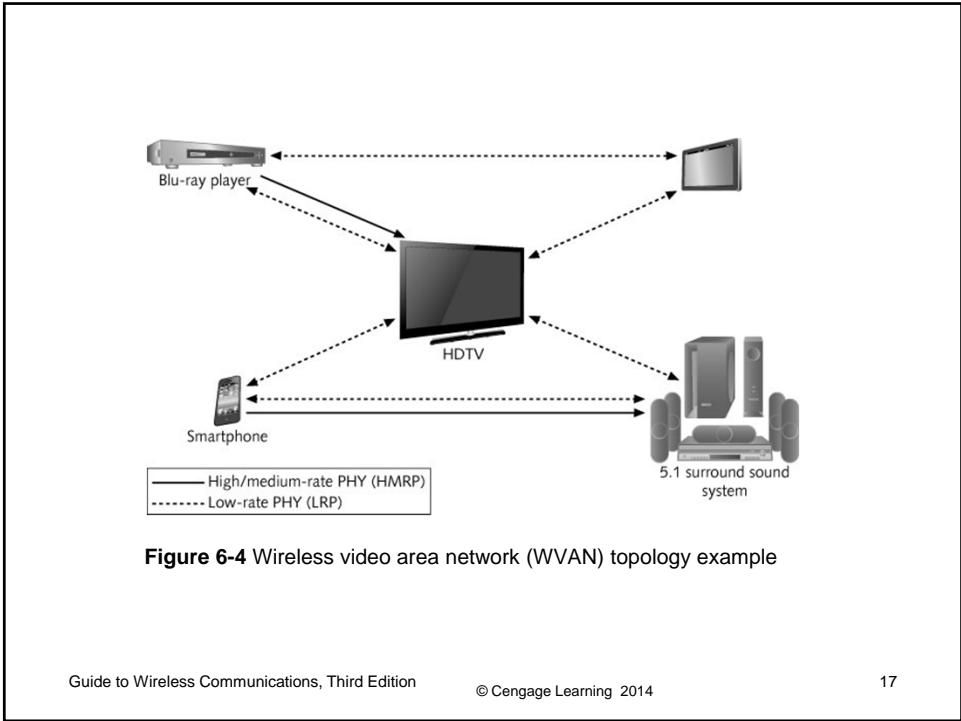 Blu-ray player
HDTV
Smartphone
5.1 surround sound
system
High/medium-rate PHY (HMRP)
Low-rate PHY (LRP)
Figure 6-4 Wireless video area network (WVAN) topology example
Guide to Wireless Communications, Third Edition
© Cengage Learning 2014
17